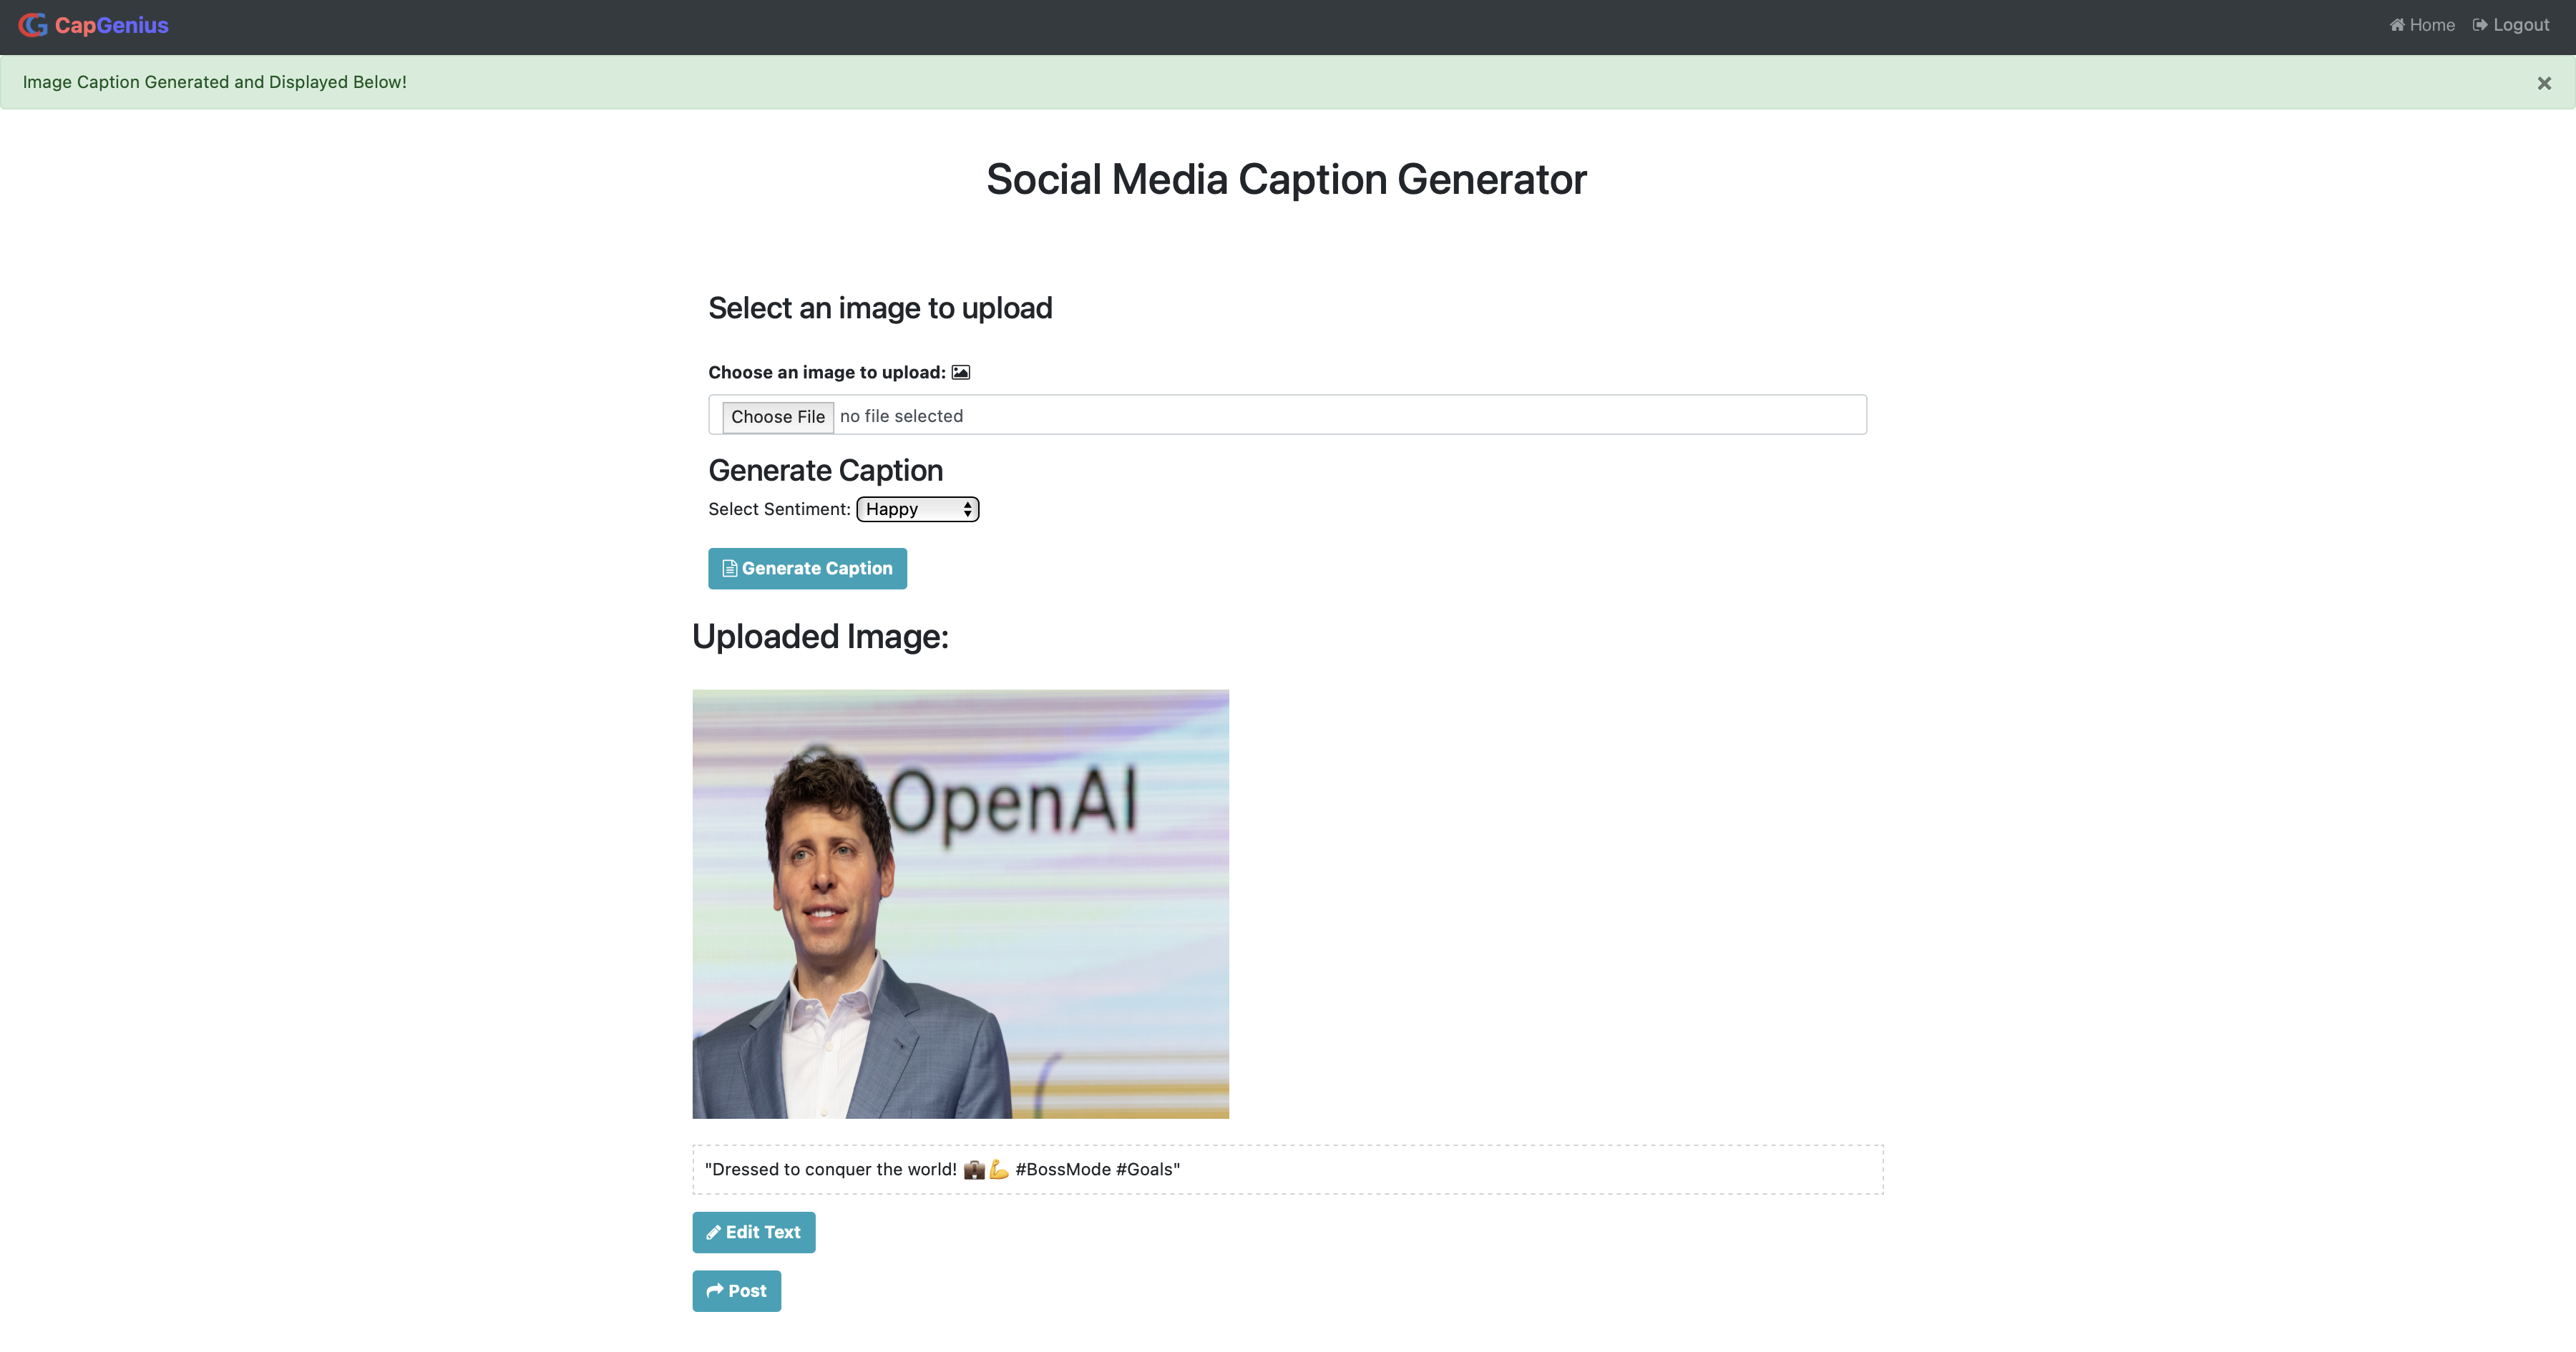 CapGenius
Home Logout
Image Caption Generated and Displayed Below! ×
Social Media Caption Generator
Select an image to upload
Choose an image to upload:
Choose File no file selected
Generate Caption
Select Sentiment: Happy
Generate Caption
Uploaded Image:
OpenAI
"Dressed to conquer the world! 💼💪 #BossMode #Goals"
Edit Text
Post